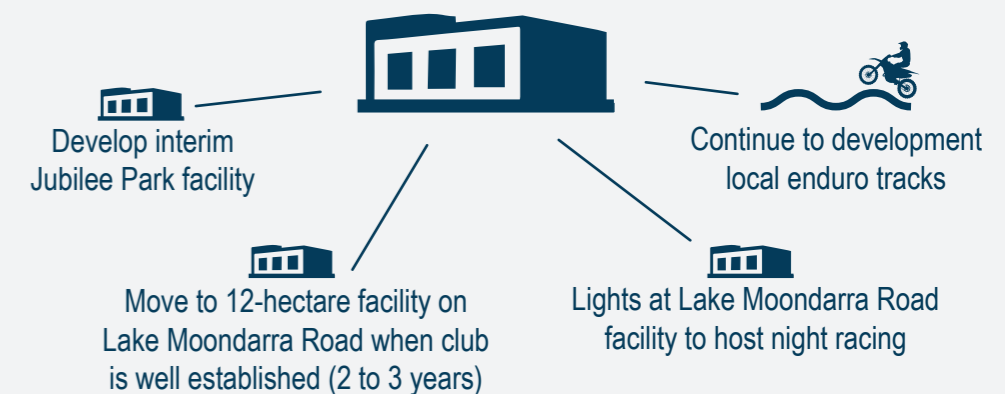 Develop interim
Jubilee Park facility
Continue to development
local enduro tracks
Move to 12-hectare facility on
Lake Moondarra Road when club
is well established (2 to 3 years)
Lights at Lake Moondarra Road
facility to host night racing